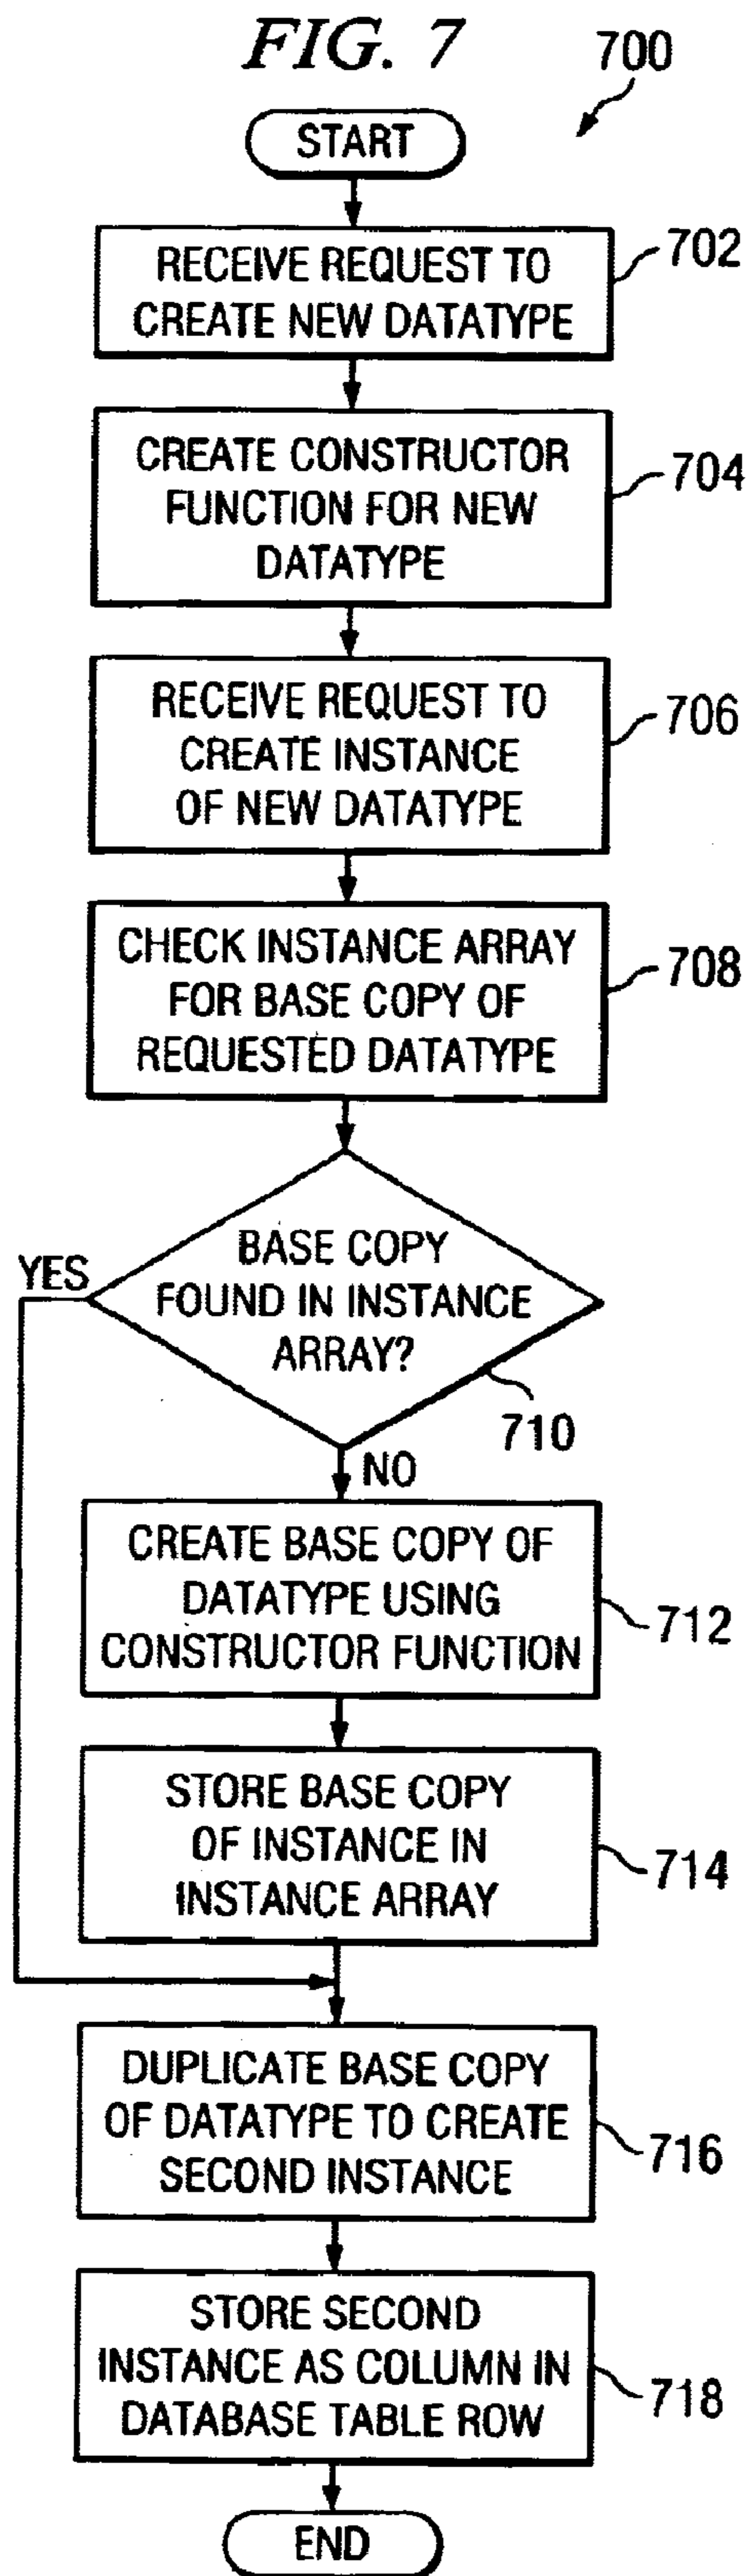 FIG. 7
700
START
RECEIVE REQUEST TO
CREATE NEW DATATYPE
702
CREATE CONSTRUCTOR
FUNCTION FOR NEW
DATATYPE
704
RECEIVE REQUEST TO
CREATE INSTANCE
OF NEW DATATYPE
706
CHECK INSTANCE ARRAY
FOR BASE COPY OF
REQUESTED DATATYPE
708
BASE COPY
FOUND IN INSTANCE
ARRAY?
YES
710
NO
CREATE BASE COPY OF
DATATYPE USING
CONSTRUCTOR FUNCTION
712
STORE BASE COPY
OF INSTANCE IN
INSTANCE ARRAY
714
DUPLICATE BASE COPY
OF DATATYPE TO CREATE
SECOND INSTANCE
716
STORE SECOND
INSTANCE AS COLUMN IN
DATABASE TABLE ROW
718
END